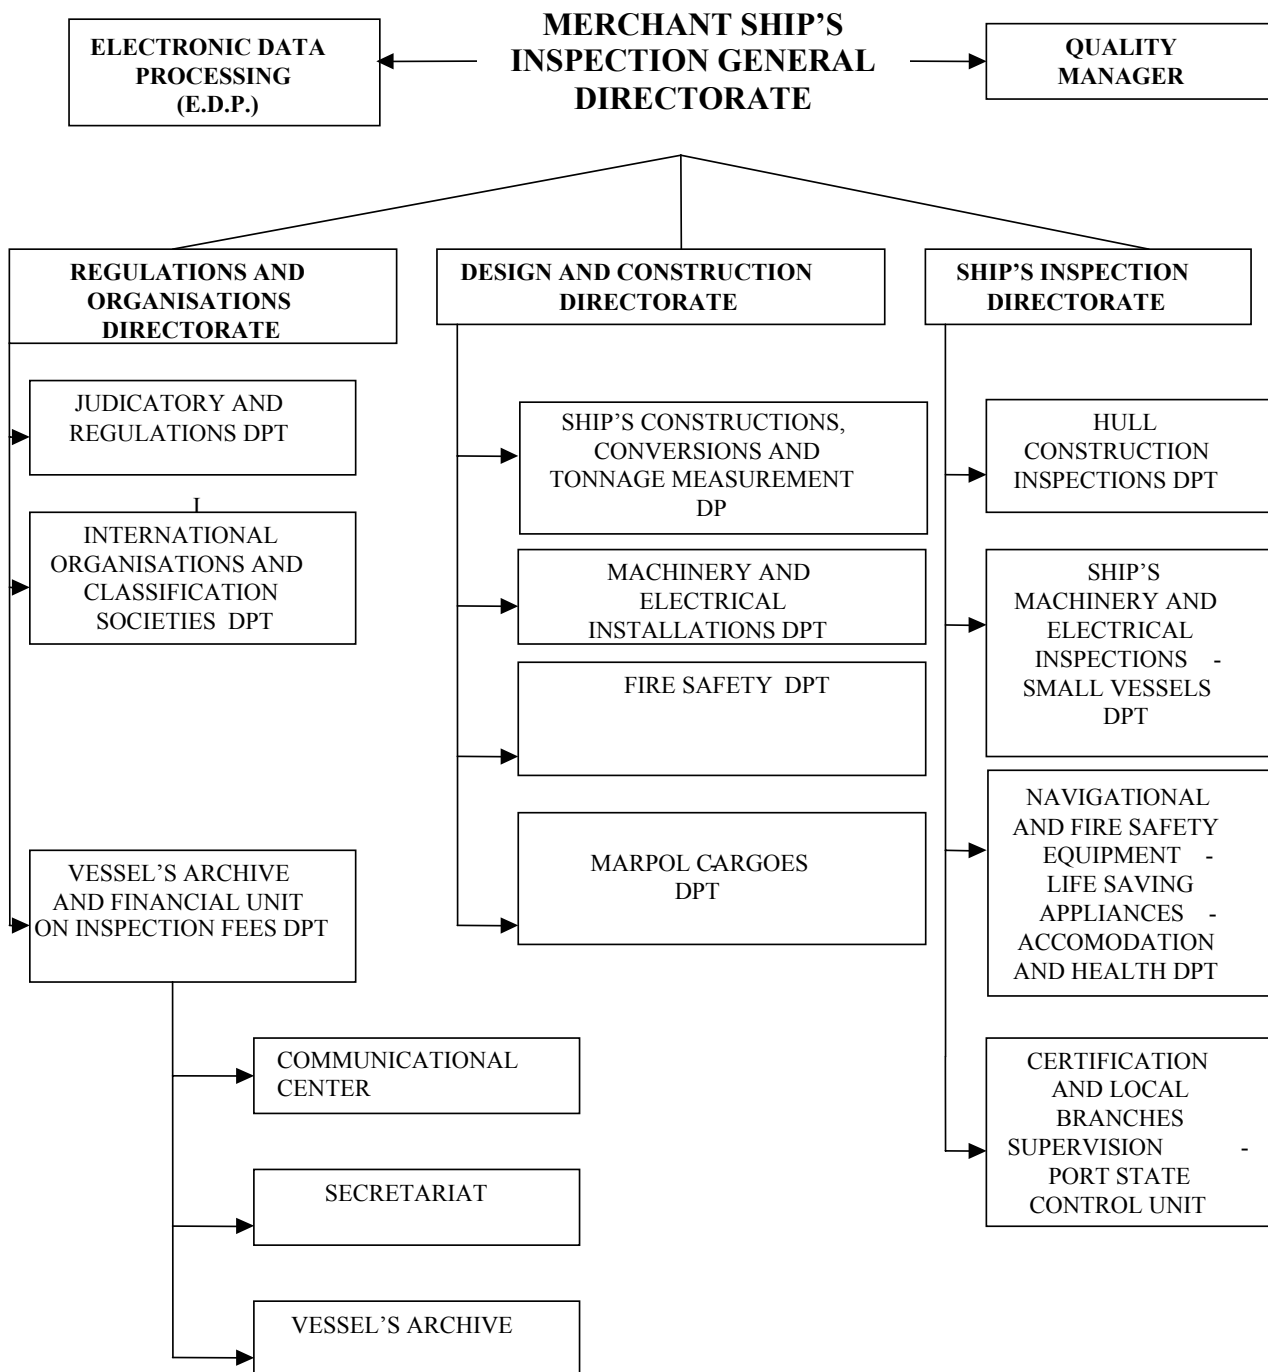 ELECTRONIC DATA
PROCESSING
(E.D.P.)
MERCHANT SHIP'S
INSPECTION GENERAL
DIRECTORATE
QUALITY
MANAGER
REGULATIONS AND
ORGANISATIONS
DIRECTORATE
DESIGN AND CONSTRUCTION
DIRECTORATE
SHIP'S INSPECTION
DIRECTORATE
JUDICATORY AND
REGULATIONS DPT
I
INTERNATIONAL
ORGANISATIONS AND
CLASSIFICATION
SOCIETIES DPT
VESSEL'S ARCHIVE
AND FINANCIAL UNIT
ON INSPECTION FEES DPT
COMMUNICATIONAL
CENTER
SECRETARIAT
VESSEL'S ARCHIVE
SHIP'S CONSTRUCTIONS,
CONVERSIONS AND
TONNAGE MEASUREMENT
DP
MACHINERY AND
ELECTRICAL
INSTALLATIONS DPT
FIRE SAFETY DPT
MARPOL C-ARGOES
DPT
HULL
CONSTRUCTION
INSPECTIONS DPT
SHIP'S
MACHINERY AND
ELECTRICAL
INSPECTIONS -
SMALL VESSELS
DPT
NAVIGATIONAL
AND FIRE SAFETY
EQUIPMENT -
LIFE SAVING
APPLIANCES -
ACCOMODATION
AND HEALTH DPT
CERTIFICATION
AND LOCAL
BRANCHES
SUPERVISION -
PORT STATE
CONTROL UNIT